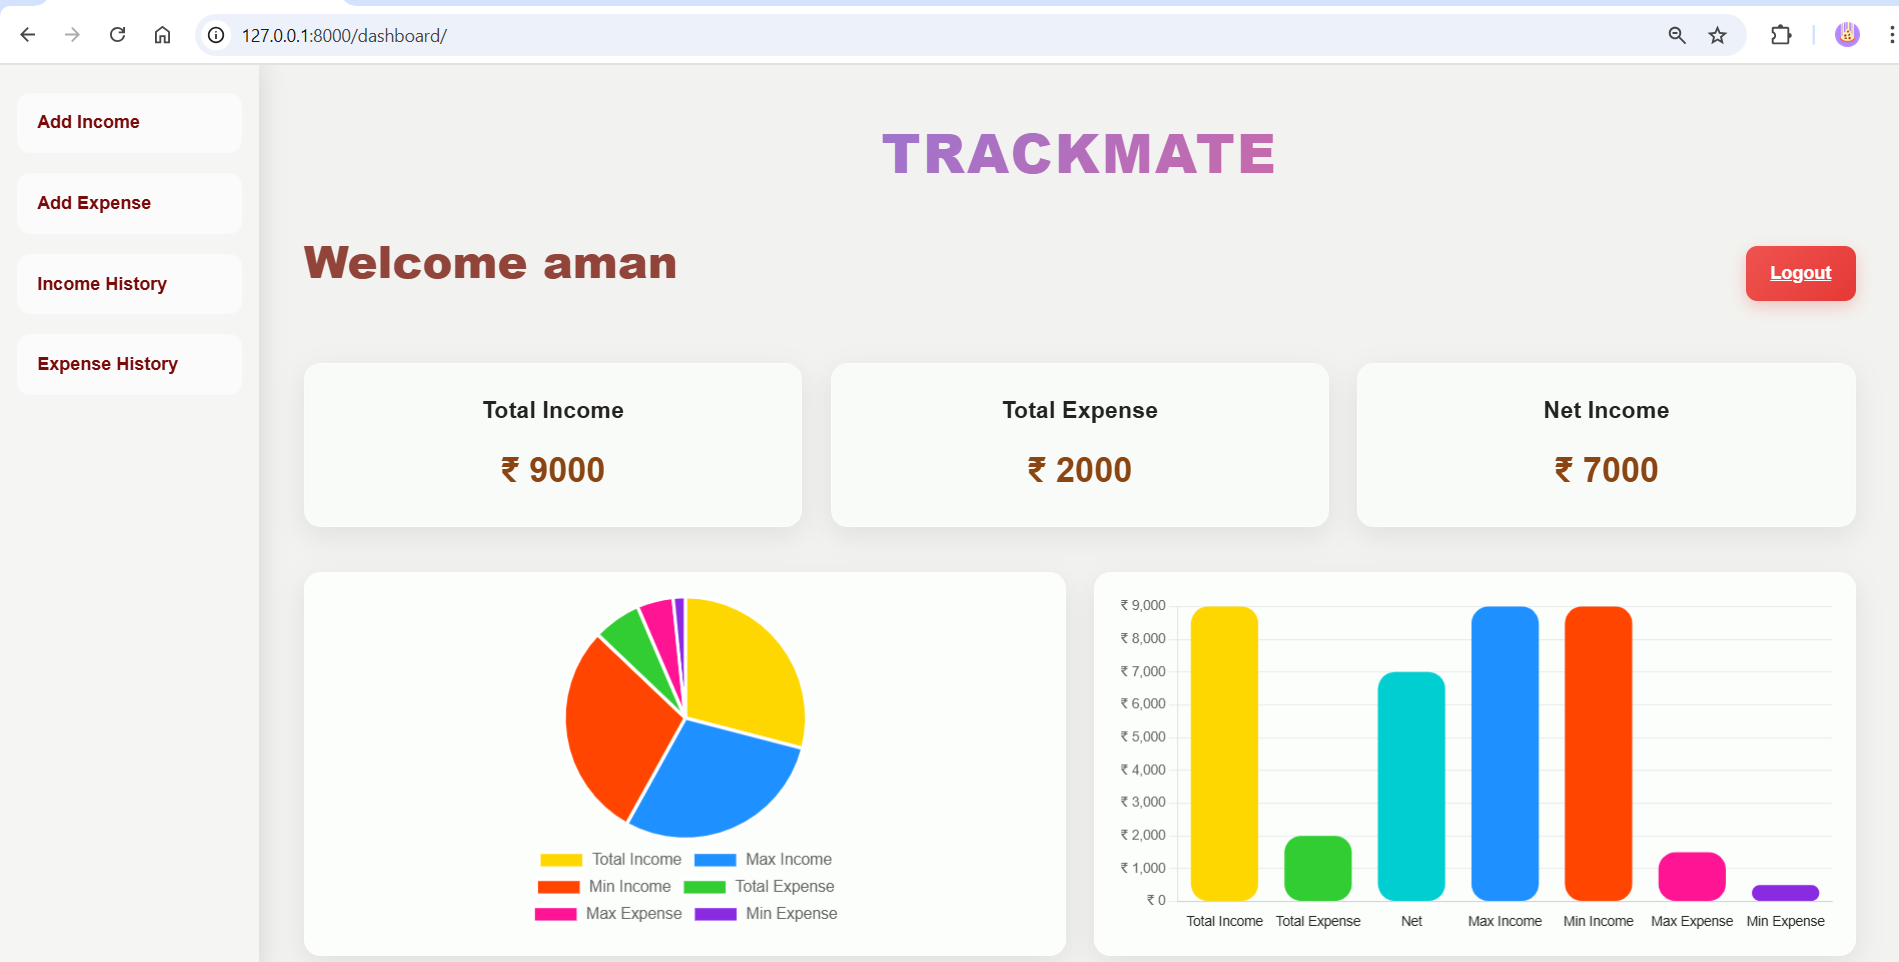 127.0.0.1:8000/dashboard/
Add Income
Add Expense
Income History
Expense History
TRACKMATE
Welcome aman
Logout
Total Income
₹ 9000
Total Expense
₹ 2000
Net Income
₹ 7000
Total Income
Max Income
Min Income
Total Expense
Max Expense
Min Expense
₹ 9,000
₹ 8,000
₹ 7,000
₹ 6,000
₹ 5,000
₹ 4,000
₹ 3,000
₹ 2,000
₹ 1,000
₹ 0
Total Income
Total Expense
Net
Max Income
Min Income
Max Expense
Min Expense